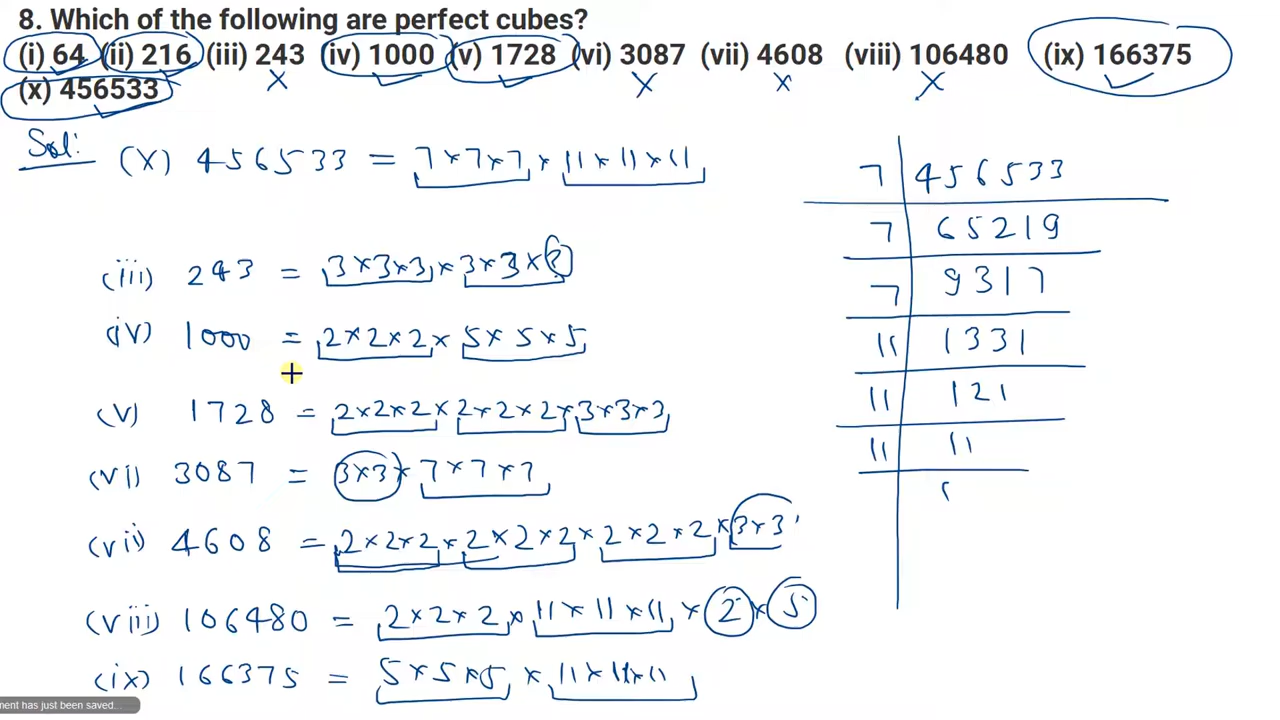 8. Which of the following are perfect cubes?
(i) 64 (ii) 216 (iii) 243 (iv) 1000 (v) 1728 (vi) 3087 (vii) 4608 (viii) 106480 (ix) 166375
(x) 456533
Sol:
(x) 456533 = 7×7×7 × 11×11×11
(iii) 243 = 3×3×3×3×3×
(iv) 1000 = 2×2×2× 5×5×5
(v) 1728 = 2×2×2×2×2×2×3×3×3
(vi) 3087 = 3×3×7×7×7
(vii) 4608 = 2×2×2×2×2×2×2×2×2×3×3
(viii) 106480 = 2×2×2×11×11×11×2×5
(ix) 166375 = 5×5×5×11×11×11
7 | 456533
7 | 65219
7 | 9317
11 | 1331
11 | 121
11 | 11
ment has just been saved...